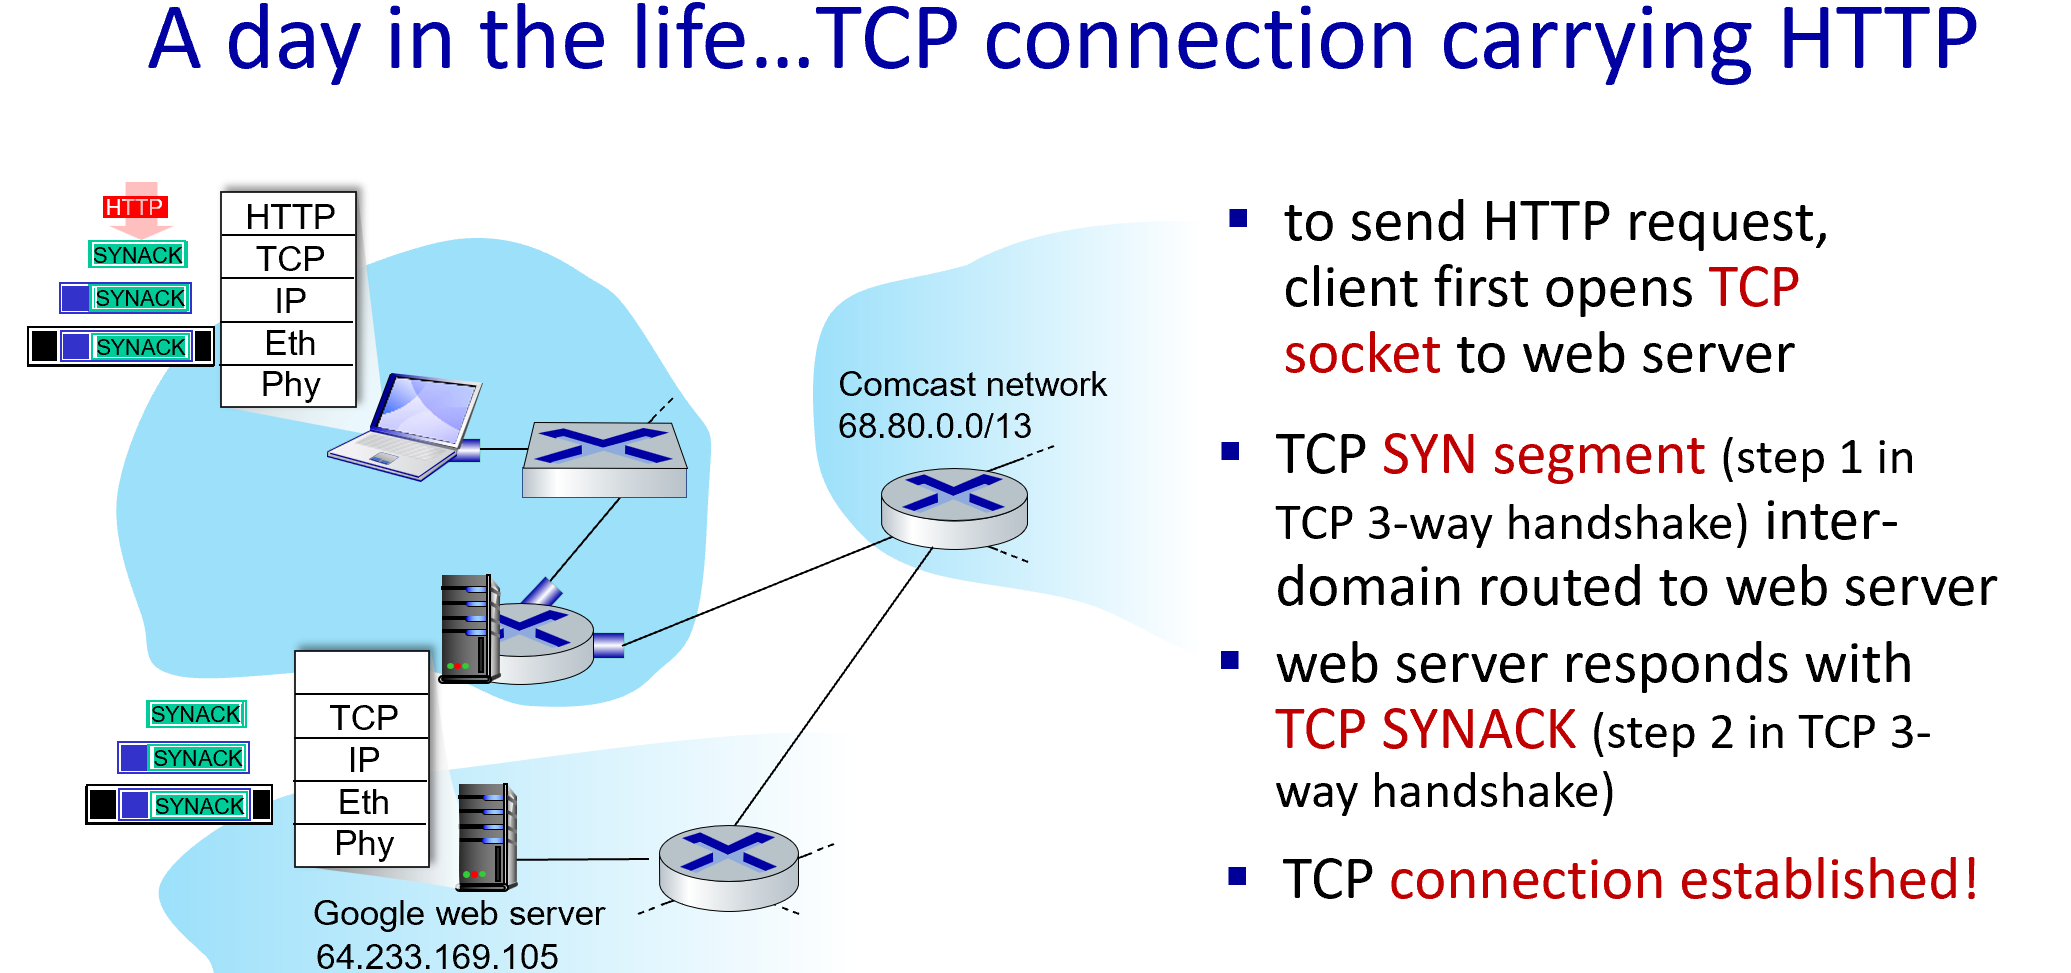 A day in the life…TCP connection carrying HTTP
HTTP
SYNACK
SYNACK
SYNACK
HTTP
TCP
IP
Eth
Phy
Comcast network
68.80.0.0/13
SYNACK
SYNACK
SYNACK
TCP
IP
Eth
Phy
Google web server
64.233.169.105
▪ to send HTTP request,
client first opens TCP
socket to web server
▪ TCP SYN segment (step 1 in
TCP 3-way handshake) inter-
domain routed to web server
▪ web server responds with
TCP SYNACK (step 2 in TCP 3-
way handshake)
▪ TCP connection established!